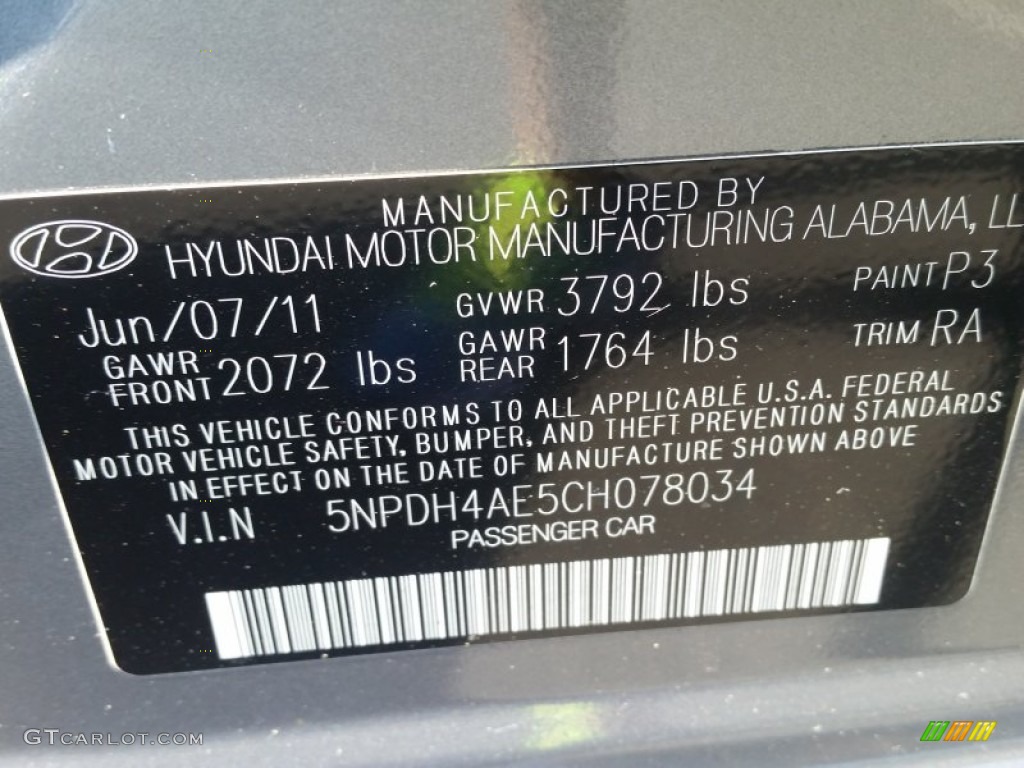 MANUFACTURED BY
HYUNDAI MOTOR MANUFACTURING ALABAMA, LL
Jun/07/11 GVWR 3792 lbs PAINT P3
GAWR FRONT 2072 lbs GAWR REAR 1764 lbs TRIM RA
THIS VEHICLE CONFORMS TO ALL APPLICABLE U.S.A. FEDERAL
MOTOR VEHICLE SAFETY, BUMPER, AND THEFT PREVENTION STANDARDS
IN EFFECT ON THE DATE OF MANUFACTURE SHOWN ABOVE
V.I.N 5NPDH4AE5CH078034
PASSENGER CAR
GTCARLOT.COM